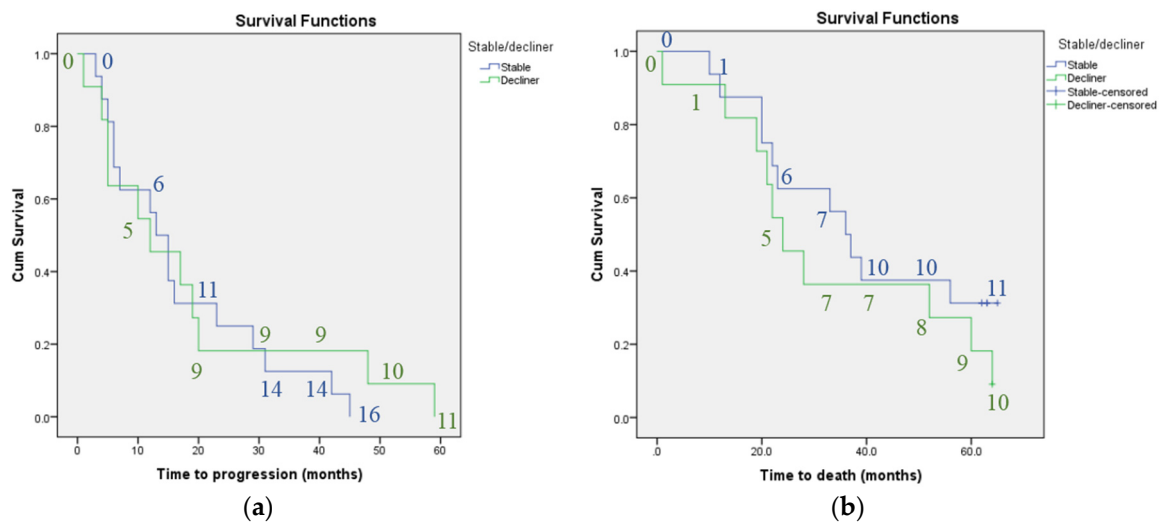 Survival Functions
Stable/decliner
Stable
Decliner
Cum Survival
1.0
0.8
0.6
0.4
0.2
0.0
0 0
6
5
11
9 9
9
10
14 14
16 11
0 10 20 30 40 50 60
Time to progression (months)
(a)
Survival Functions
Stable/decliner
Stable
Decliner
Stable-censored
Decliner-censored
Cum Survival
1.0
0.8
0.6
0.4
0.2
0.0
0
0 1
1
6
7
5
10 10 11
7 7
8
9
10
.0 20.0 40.0 60.0
Time to death (months)
(b)